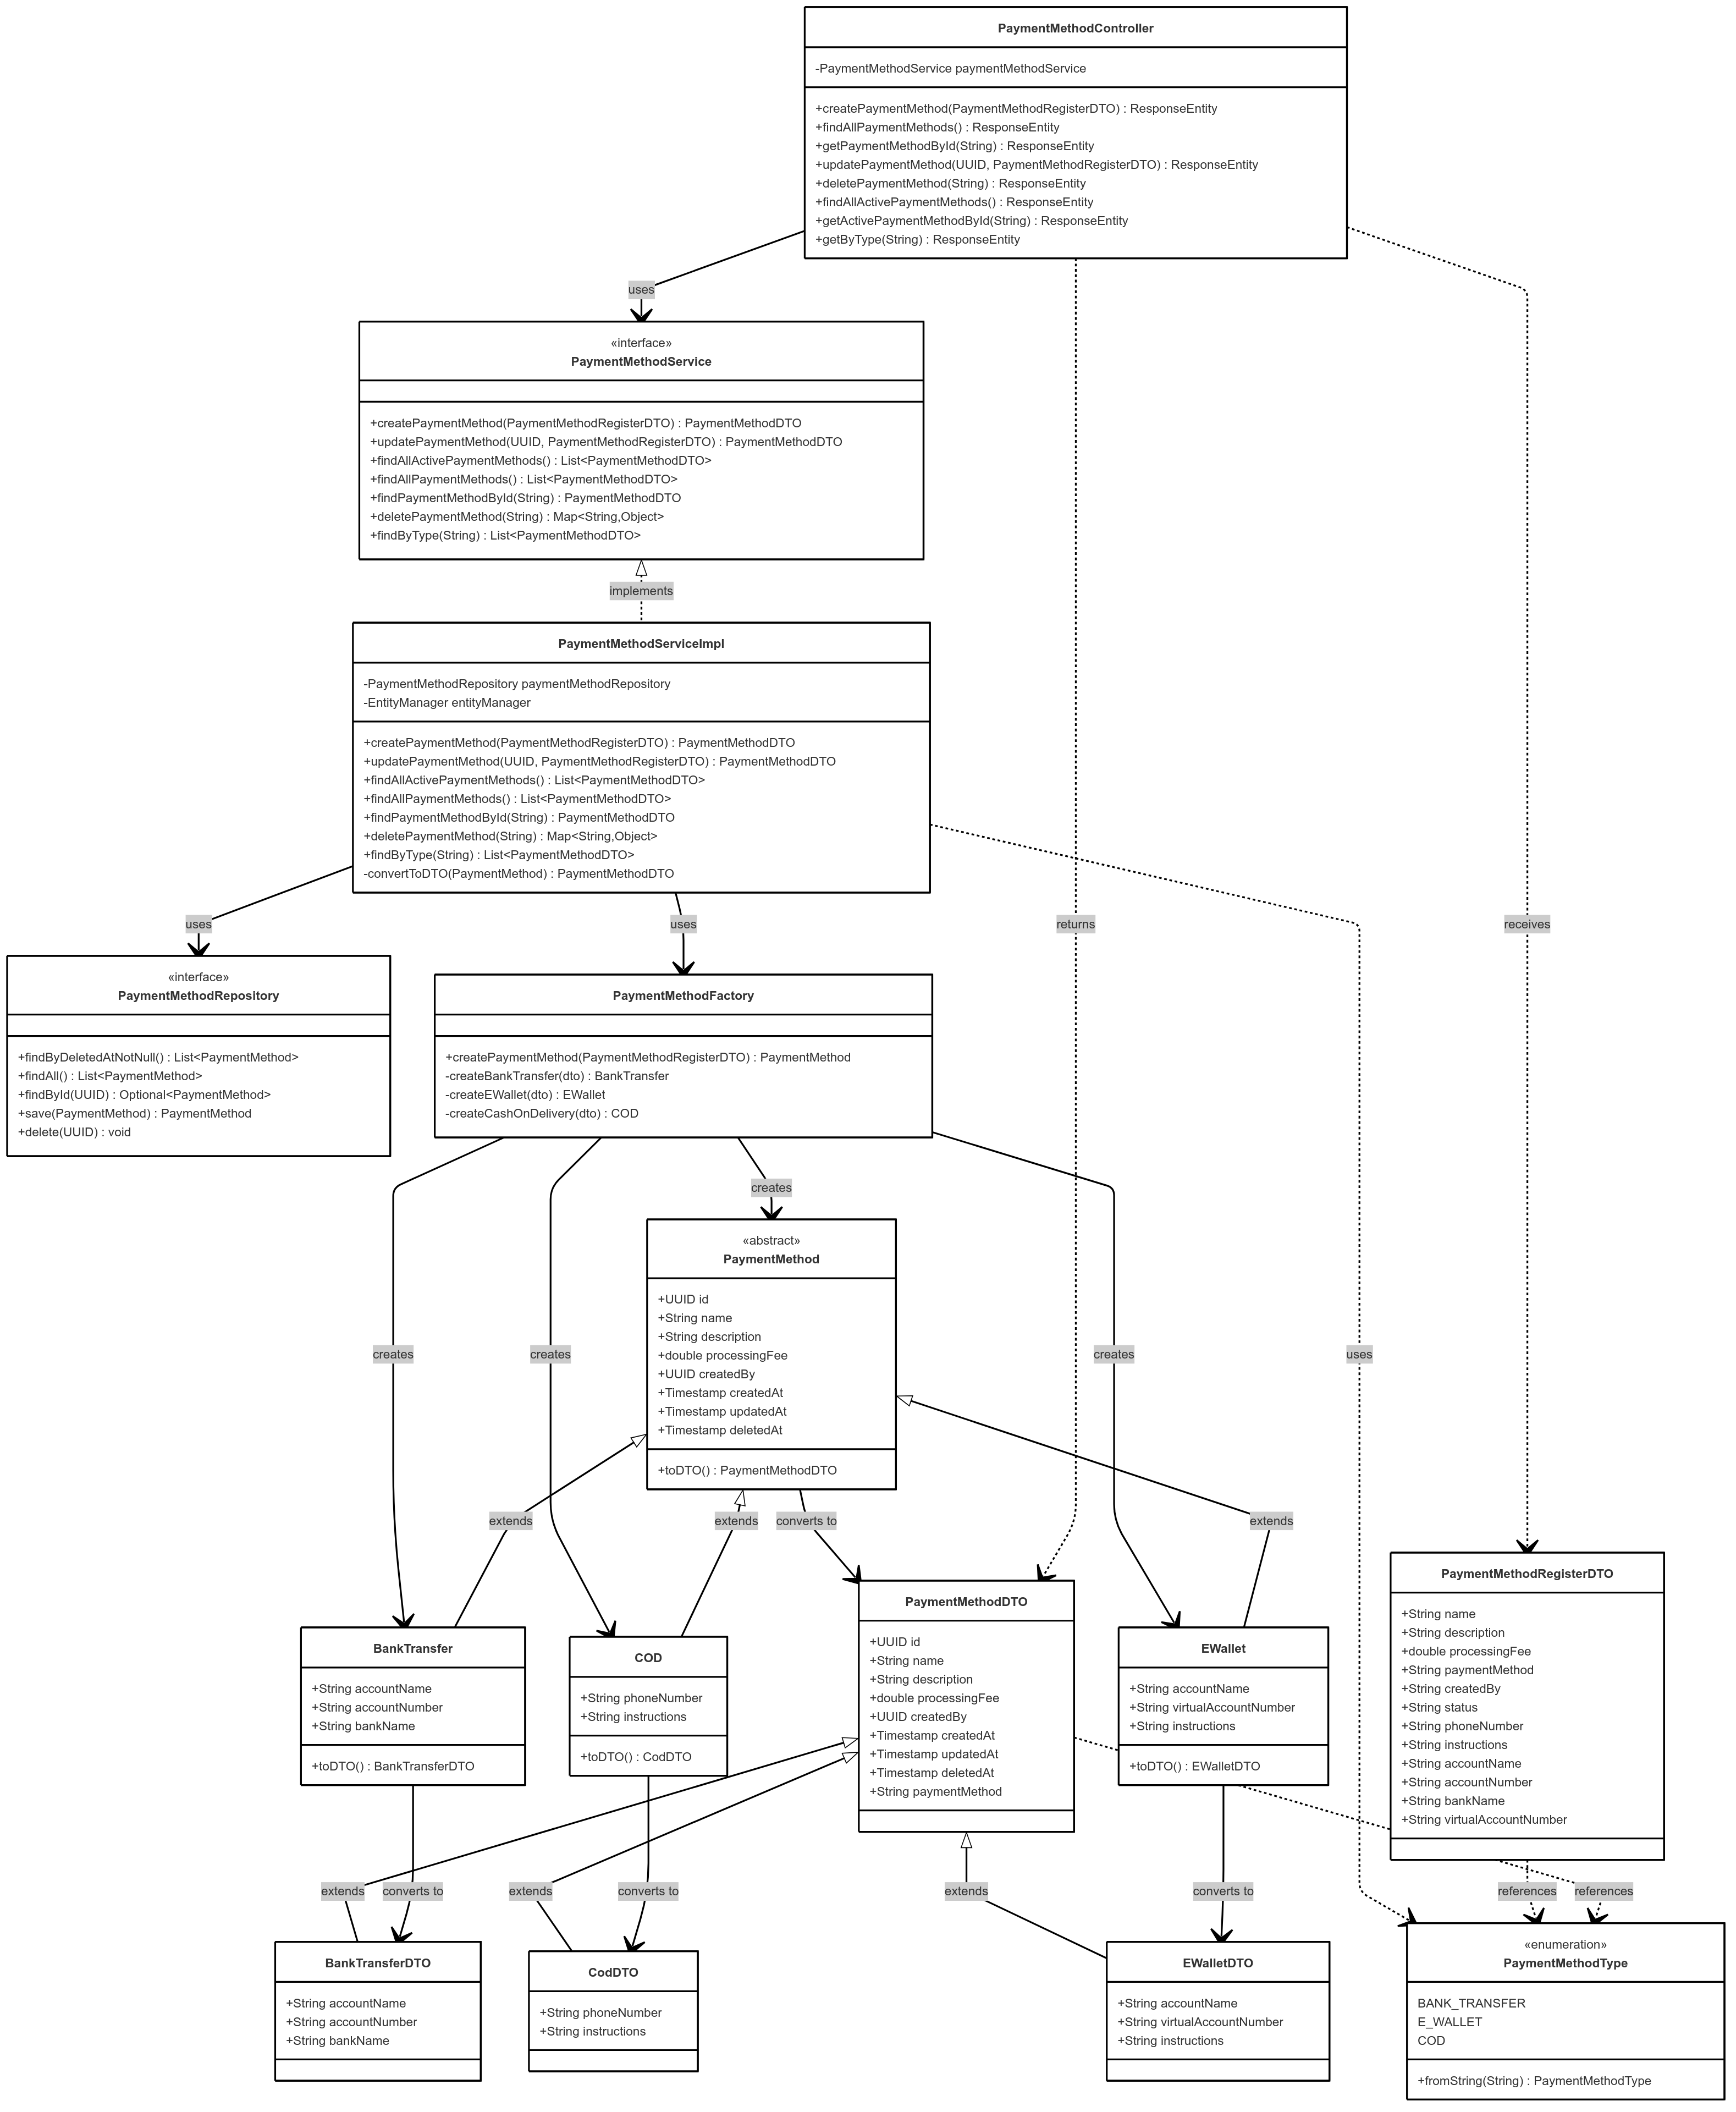 PaymentMethodController
-PaymentMethodService paymentMethodService
+createPaymentMethod(PaymentMethodRegisterDTO) : ResponseEntity
+findAllPaymentMethods() : ResponseEntity
+getPaymentMethodById(String) : ResponseEntity
+updatePaymentMethod(UUID, PaymentMethodRegisterDTO) : ResponseEntity
+deletePaymentMethod(String) : ResponseEntity
+findAllActivePaymentMethods() : ResponseEntity
+getActivePaymentMethodById(String) : ResponseEntity
+getByType(String) : ResponseEntity
uses
«interface»
PaymentMethodService
+createPaymentMethod(PaymentMethodRegisterDTO) : PaymentMethodDTO
+updatePaymentMethod(UUID, PaymentMethodRegisterDTO) : PaymentMethodDTO
+findAllActivePaymentMethods() : List<PaymentMethodDTO>
+findAllPaymentMethods() : List<PaymentMethodDTO>
+findPaymentMethodById(String) : PaymentMethodDTO
+deletePaymentMethod(String) : Map<String,Object>
+findByType(String) : List<PaymentMethodDTO>
implements
PaymentMethodServiceImpl
-PaymentMethodRepository paymentMethodRepository
-EntityManager entityManager
+createPaymentMethod(PaymentMethodRegisterDTO) : PaymentMethodDTO
+updatePaymentMethod(UUID, PaymentMethodRegisterDTO) : PaymentMethodDTO
+findAllActivePaymentMethods() : List<PaymentMethodDTO>
+findAllPaymentMethods() : List<PaymentMethodDTO>
+findPaymentMethodById(String) : PaymentMethodDTO
+deletePaymentMethod(String) : Map<String,Object>
+findByType(String) : List<PaymentMethodDTO>
-convertToDTO(PaymentMethod) : PaymentMethodDTO
uses
uses
returns
receives
«interface»
PaymentMethodRepository
+findByDeletedAtNotNull() : List<PaymentMethod>
+findAll() : List<PaymentMethod>
+findById(UUID) : Optional<PaymentMethod>
+save(PaymentMethod) : PaymentMethod
+delete(UUID) : void
PaymentMethodFactory
+createPaymentMethod(PaymentMethodRegisterDTO) : PaymentMethod
-createBankTransfer(dto) : BankTransfer
-createEWallet(dto) : EWallet
-createCashOnDelivery(dto) : COD
creates
«abstract»
PaymentMethod
+UUID id
+String name
+String description
+double processingFee
+UUID createdBy
+Timestamp createdAt
+Timestamp updatedAt
+Timestamp deletedAt
+toDTO() : PaymentMethodDTO
creates
creates
creates
uses
extends
extends
converts to
extends
BankTransfer
+String accountName
+String accountNumber
+String bankName
+toDTO() : BankTransferDTO
COD
+String phoneNumber
+String instructions
+toDTO() : CodDTO
PaymentMethodDTO
+UUID id
+String name
+String description
+double processingFee
+UUID createdBy
+Timestamp createdAt
+Timestamp updatedAt
+Timestamp deletedAt
+String paymentMethod
EWallet
+String accountName
+String virtualAccountNumber
+String instructions
+toDTO() : EWalletDTO
PaymentMethodRegisterDTO
+String name
+String description
+double processingFee
+String paymentMethod
+String createdBy
+String status
+String phoneNumber
+String instructions
+String accountName
+String accountNumber
+String bankName
+String virtualAccountNumber
extends
converts to
extends
converts to
extends
converts to
references
references
BankTransferDTO
+String accountName
+String accountNumber
+String bankName
CodDTO
+String phoneNumber
+String instructions
EWalletDTO
+String accountName
+String virtualAccountNumber
+String instructions
«enumeration»
PaymentMethodType
BANK_TRANSFER
E_WALLET
COD
+fromString(String) : PaymentMethodType